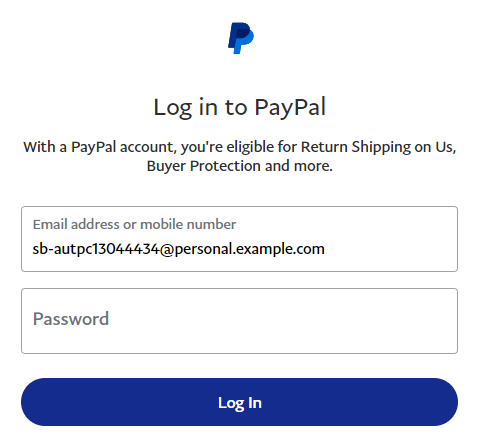 Log in to PayPal
With a PayPal account, you're eligible for Return Shipping on Us,
Buyer Protection and more.
Email address or mobile number
sb-autpc13044434@personal.example.com
Password
Log In